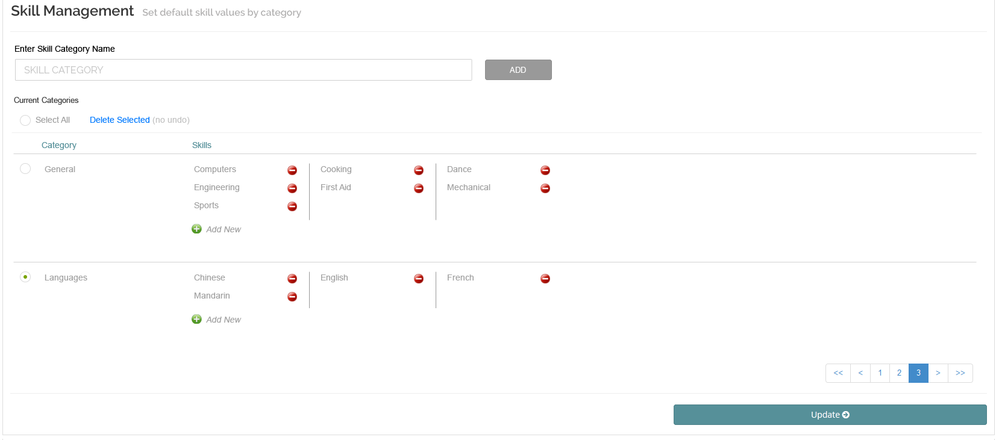 Skill Management Set default skill values by category
Enter Skill Category Name
SKILL CATEGORY ADD
Current Categories
Select All Delete Selected (no undo)
Category Skills
General Computers Cooking Dance
Engineering First Aid Mechanical
Sports
Add New
Languages Chinese English French
Mandarin
Add New
<< < 1 2 3 > >>
Update